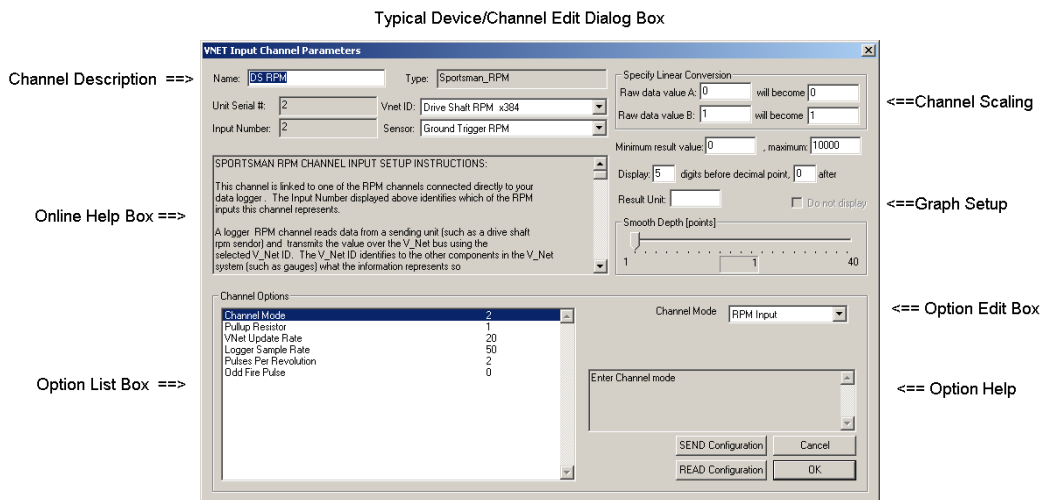 Typical Device/Channel Edit Dialog Box
VNET Input Channel Parameters
Channel Description ==>
Name: DS RPM Type: Sportsman_RPM
Unit Serial #: 2 Vnet ID: Drive Shaft RPM x384
Input Number: 2 Sensor: Ground Trigger RPM
Specify Linear Conversion
Raw data value A: 0 will become 0
Raw data value B: 1 will become 1
<==Channel Scaling
Minimum result value: 0 , maximum: 10000
Display: 5 digits before decimal point, 0 after
Result Unit: Do not display
<==Graph Setup
Smooth Depth [points]
1 1 40
Online Help Box ==>
SPORTSMAN RPM CHANNEL INPUT SETUP INSTRUCTIONS:
This channel is linked to one of the RPM channels connected directly to your
data logger . The Input Number displayed above identifies which of the RPM
inputs this channel represents.
A logger RPM channel reads data from a sending unit (such as a drive shaft
rpm sendor) and transmits the value over the V_Net bus using the
selected V_Net ID. The V_Net ID identifies to the other components in the V_Net
system (such as gauges) what the information represents so
Channel Options
Option List Box ==>
Channel Mode 2
Pullup Resistor 1
VNet Update Rate 20
Logger Sample Rate 50
Pulses Per Revolution 2
Odd Fire Pulse 0
Channel Mode RPM Input
<== Option Edit Box
Enter Channel mode
<== Option Help
SEND Configuration Cancel
READ Configuration OK